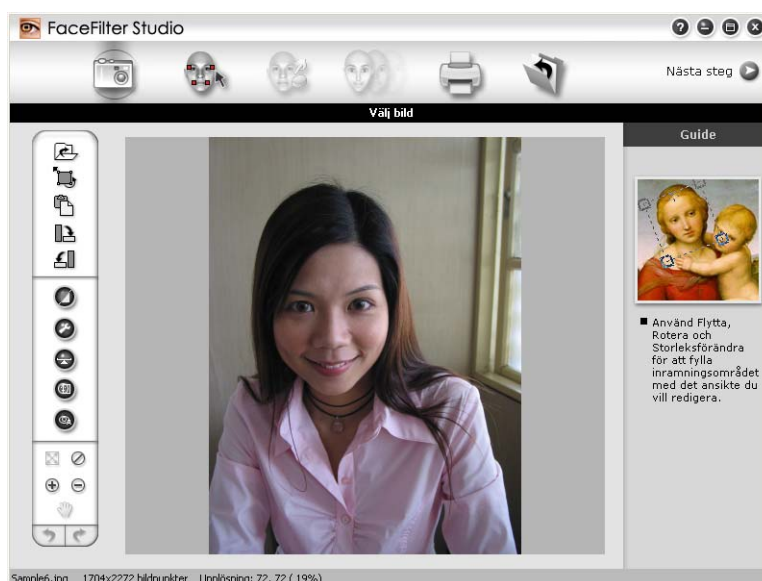 FaceFilter Studio
Nästa steg
Välj bild
Guide
Använd Flytta,
Rotera och
Storleksförändra
för att fylla
inramningsområdet
med det ansikte du
vill redigera.
Sample6.jpg 1704x2272 bildpunkter Upplösning: 72, 72 ( 19%)